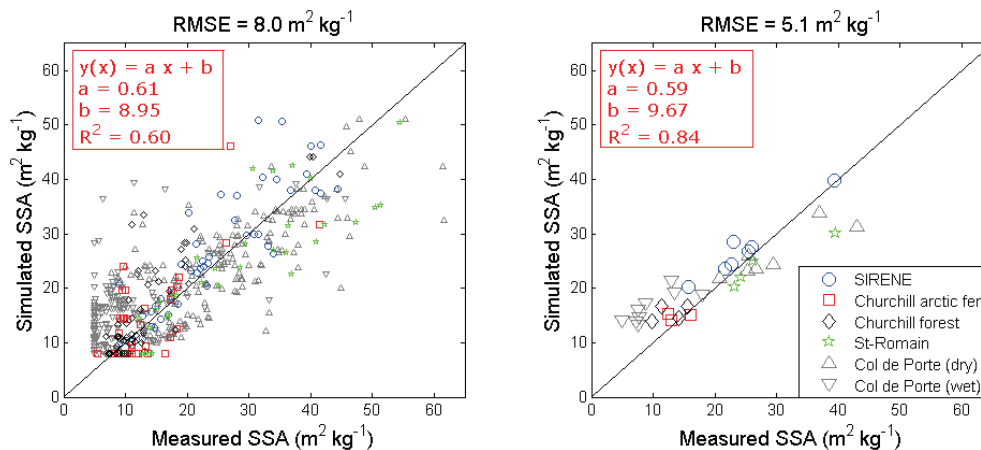 RMSE = 8.0 m² kg⁻¹
y(x) = a x + b
a = 0.61
b = 8.95
R² = 0.60
Simulated SSA (m² kg⁻¹)
60
50
40
30
20
10
0
0 10 20 30 40 50 60
Measured SSA (m² kg⁻¹)
RMSE = 5.1 m² kg⁻¹
y(x) = a x + b
a = 0.59
b = 9.67
R² = 0.84
Simulated SSA (m² kg⁻¹)
60
50
40
30
20
10
0
SIRENE
Churchill arctic fen
Churchill forest
St-Romain
Col de Porte (dry)
Col de Porte (wet)
0 10 20 30 40 50 60
Measured SSA (m² kg⁻¹)